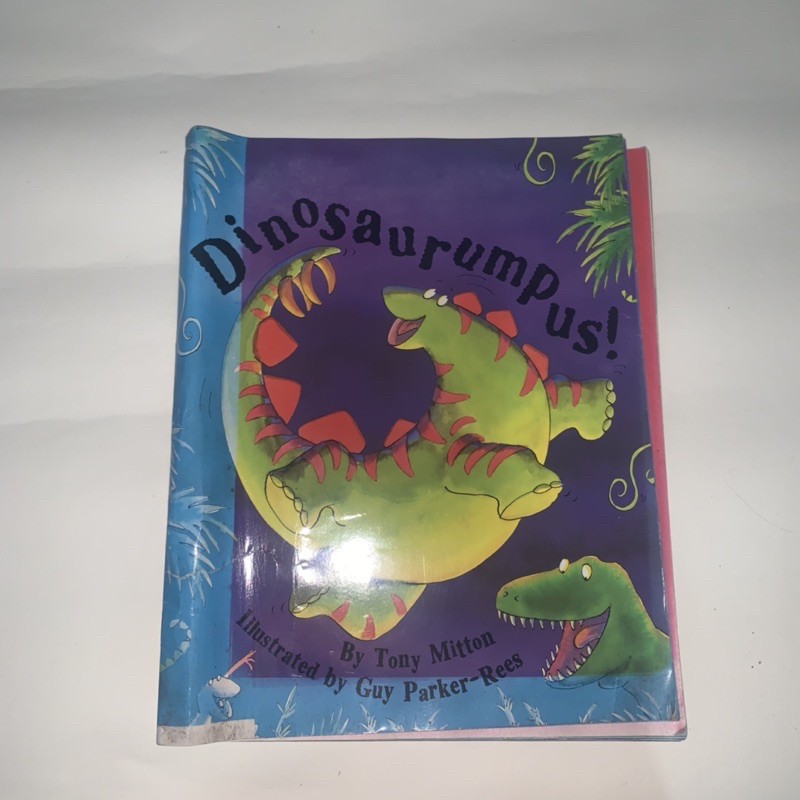 Dinosaurumpus!
By Tony Mitton
Illustrated by Guy Parker-Rees